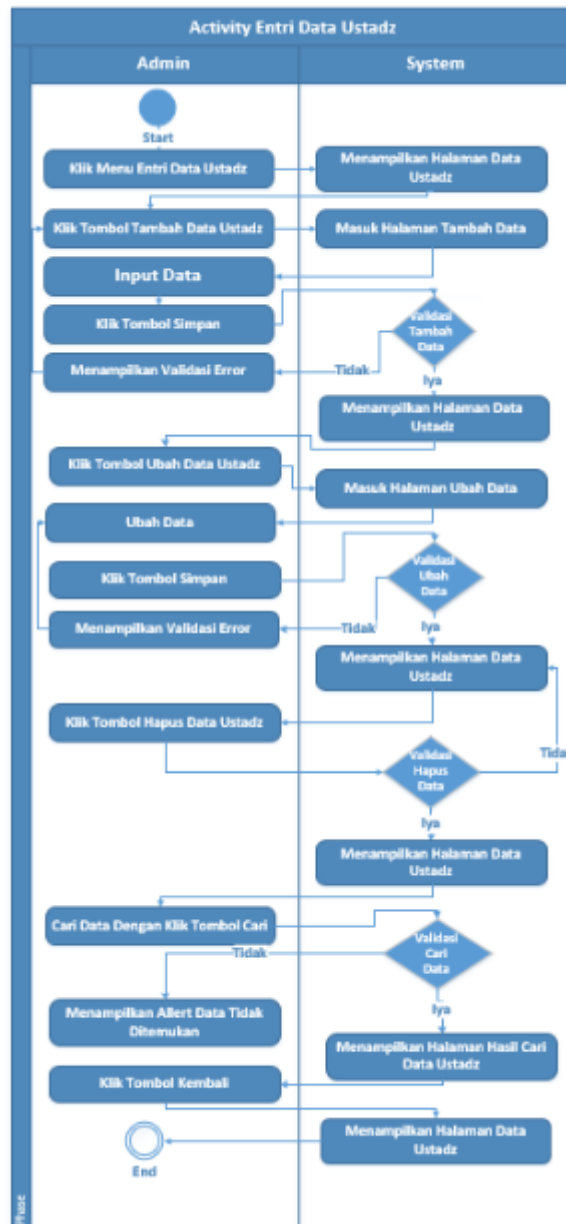 Activity Entri Data Ustadz
Admin
System
Start
Klik Menu Entri Data Ustadz
Menampilkan Halaman Data
Ustadz
Klik Tombol Tambah Data Ustadz
Masuk Halaman Tambah Data
Input Data
Klik Tombol Simpan
Validasi
Tambah
Data
Menampilkan Validasi Error
Tidak
Iya
Menampilkan Halaman Data
Ustadz
Klik Tombol Ubah Data Ustadz
Masuk Halaman Ubah Data
Ubah Data
Klik Tombol Simpan
Validasi
Ubah
Data
Menampilkan Validasi Error
Tidak
Iya
Menampilkan Halaman Data
Ustadz
Klik Tombol Hapus Data Ustadz
Validasi
Hapus
Data
Tidak
Iya
Menampilkan Halaman Data
Ustadz
Cari Data Dengan Klik Tombol Cari
Validasi
Cari
Data
Tidak
Iya
Menampilkan Allert Data Tidak
Ditemukan
Menampilkan Halaman Hasil Cari
Data Ustadz
Klik Tombol Kembali
Menampilkan Halaman Data
Ustadz
End
Phase